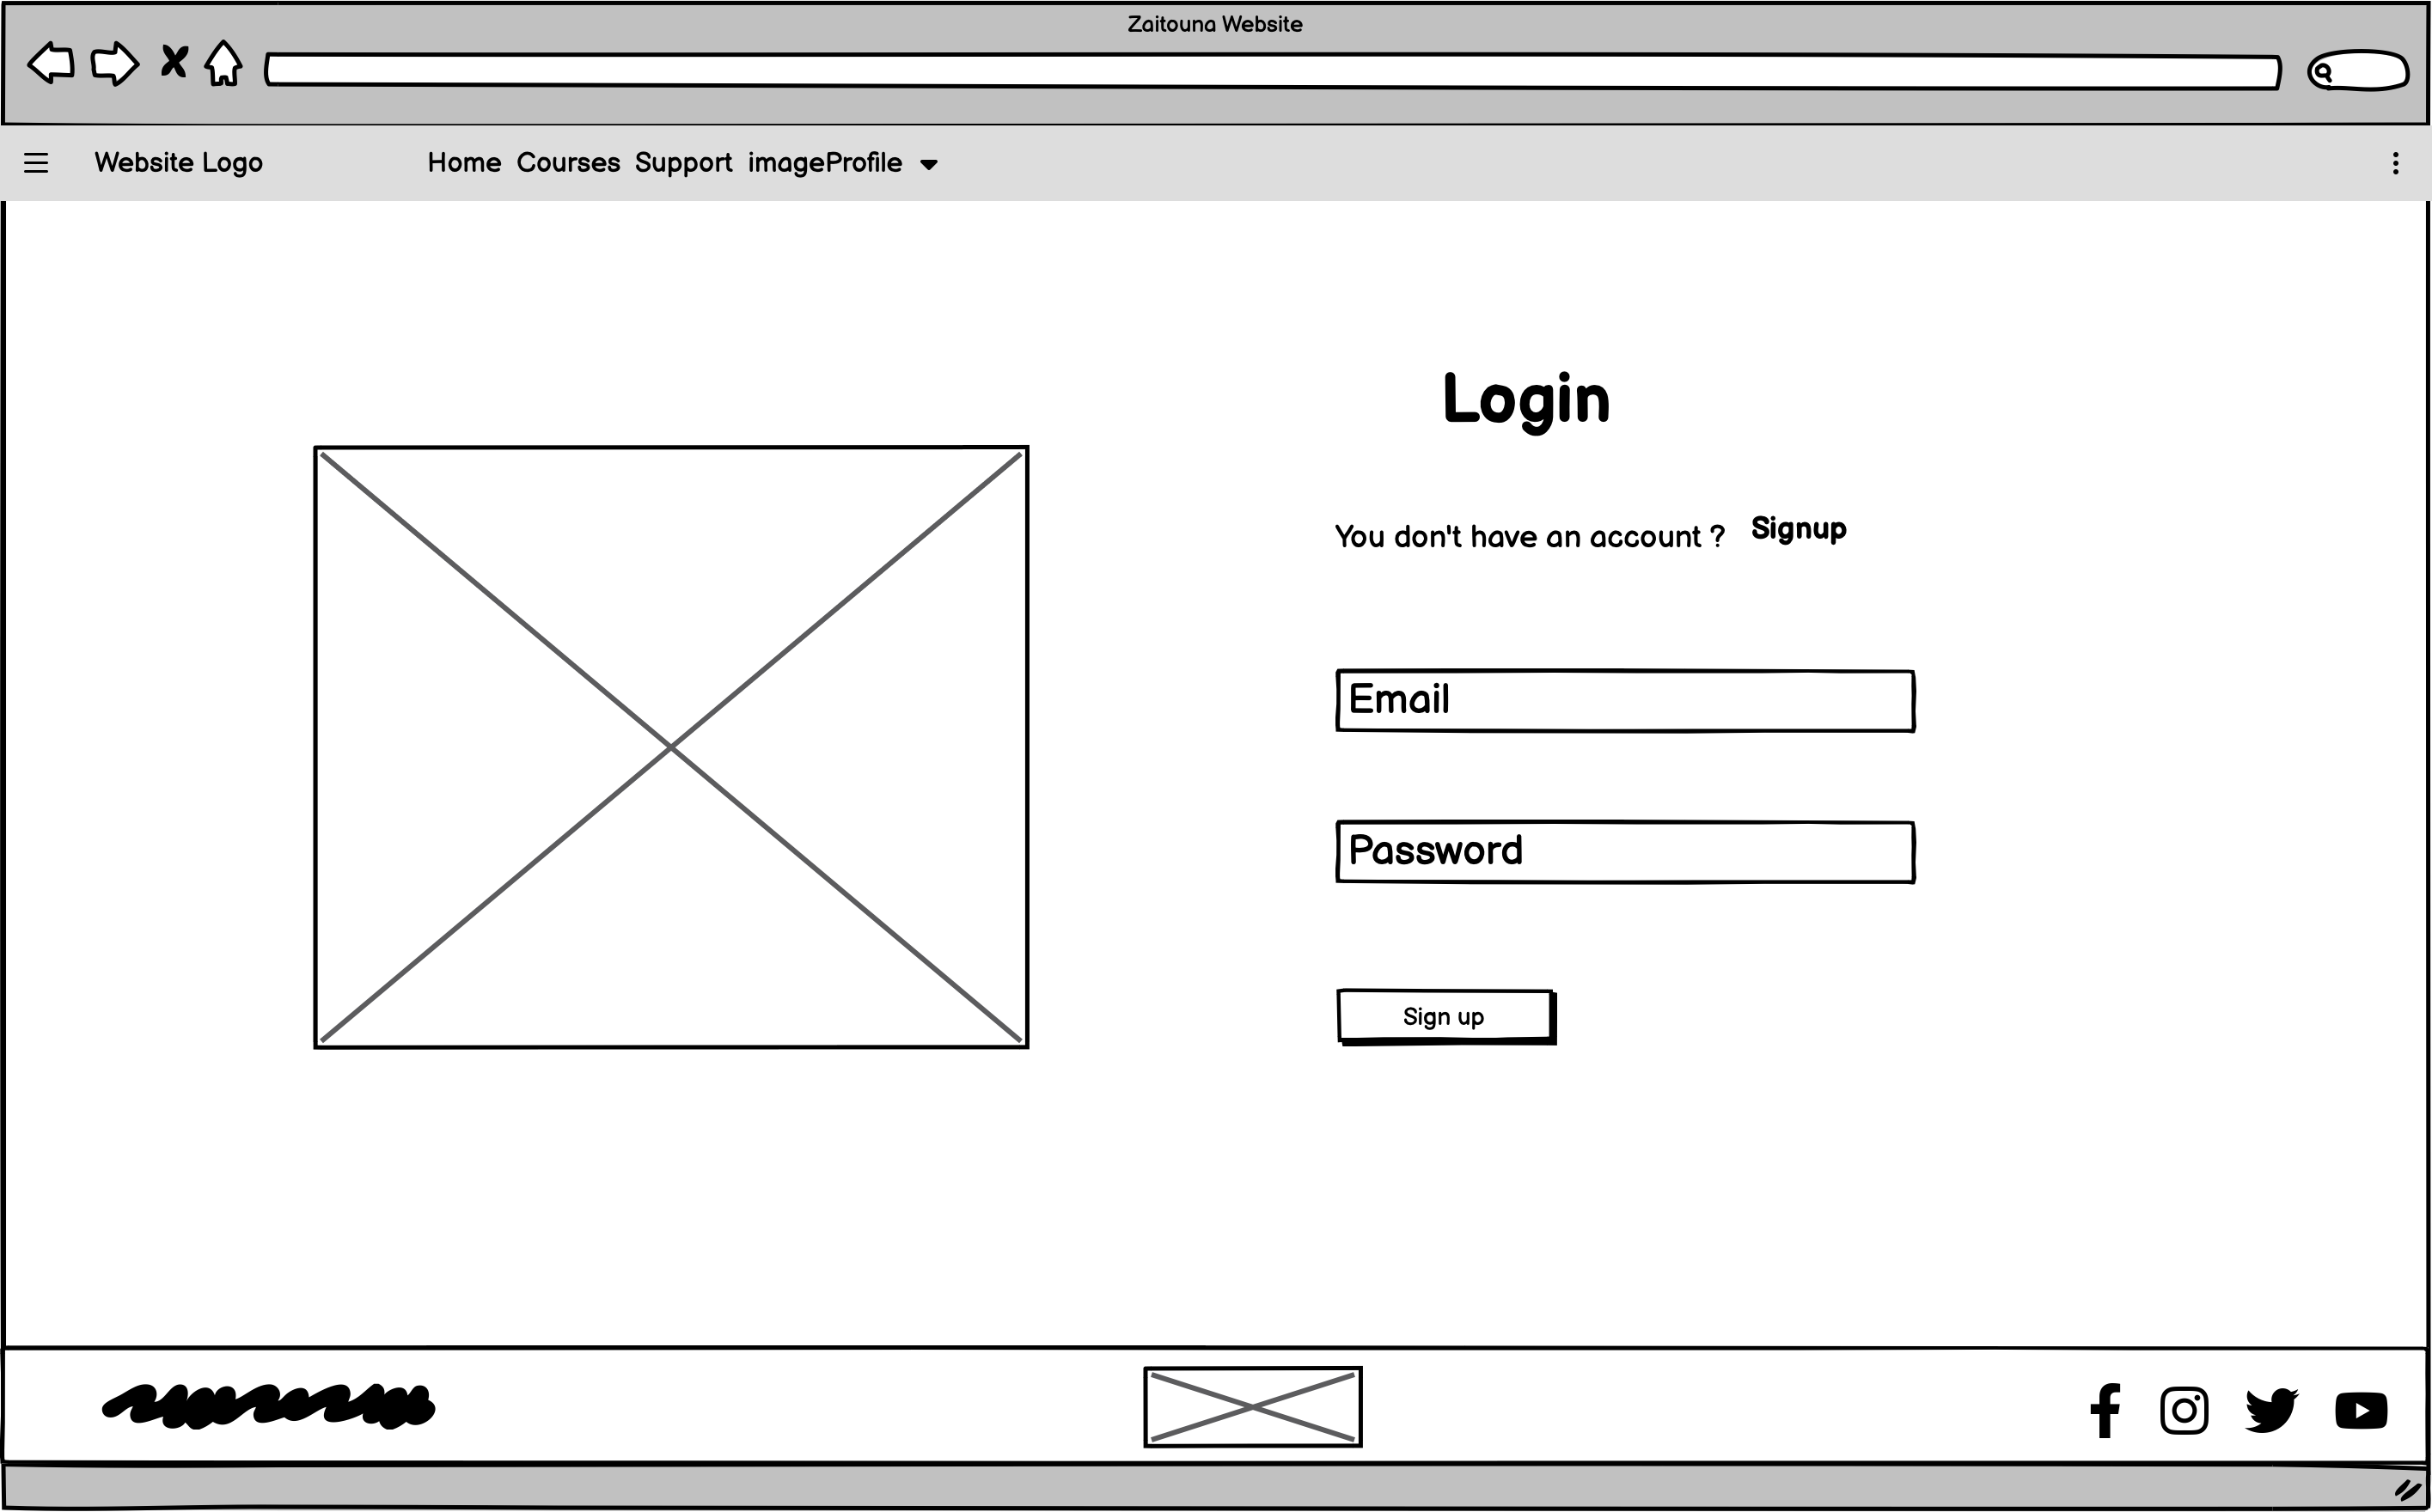 Zaitouna Website
Website Logo Home Courses Support imageProfile
Login
You don't have an account ? Signup
Email
Password
Sign up